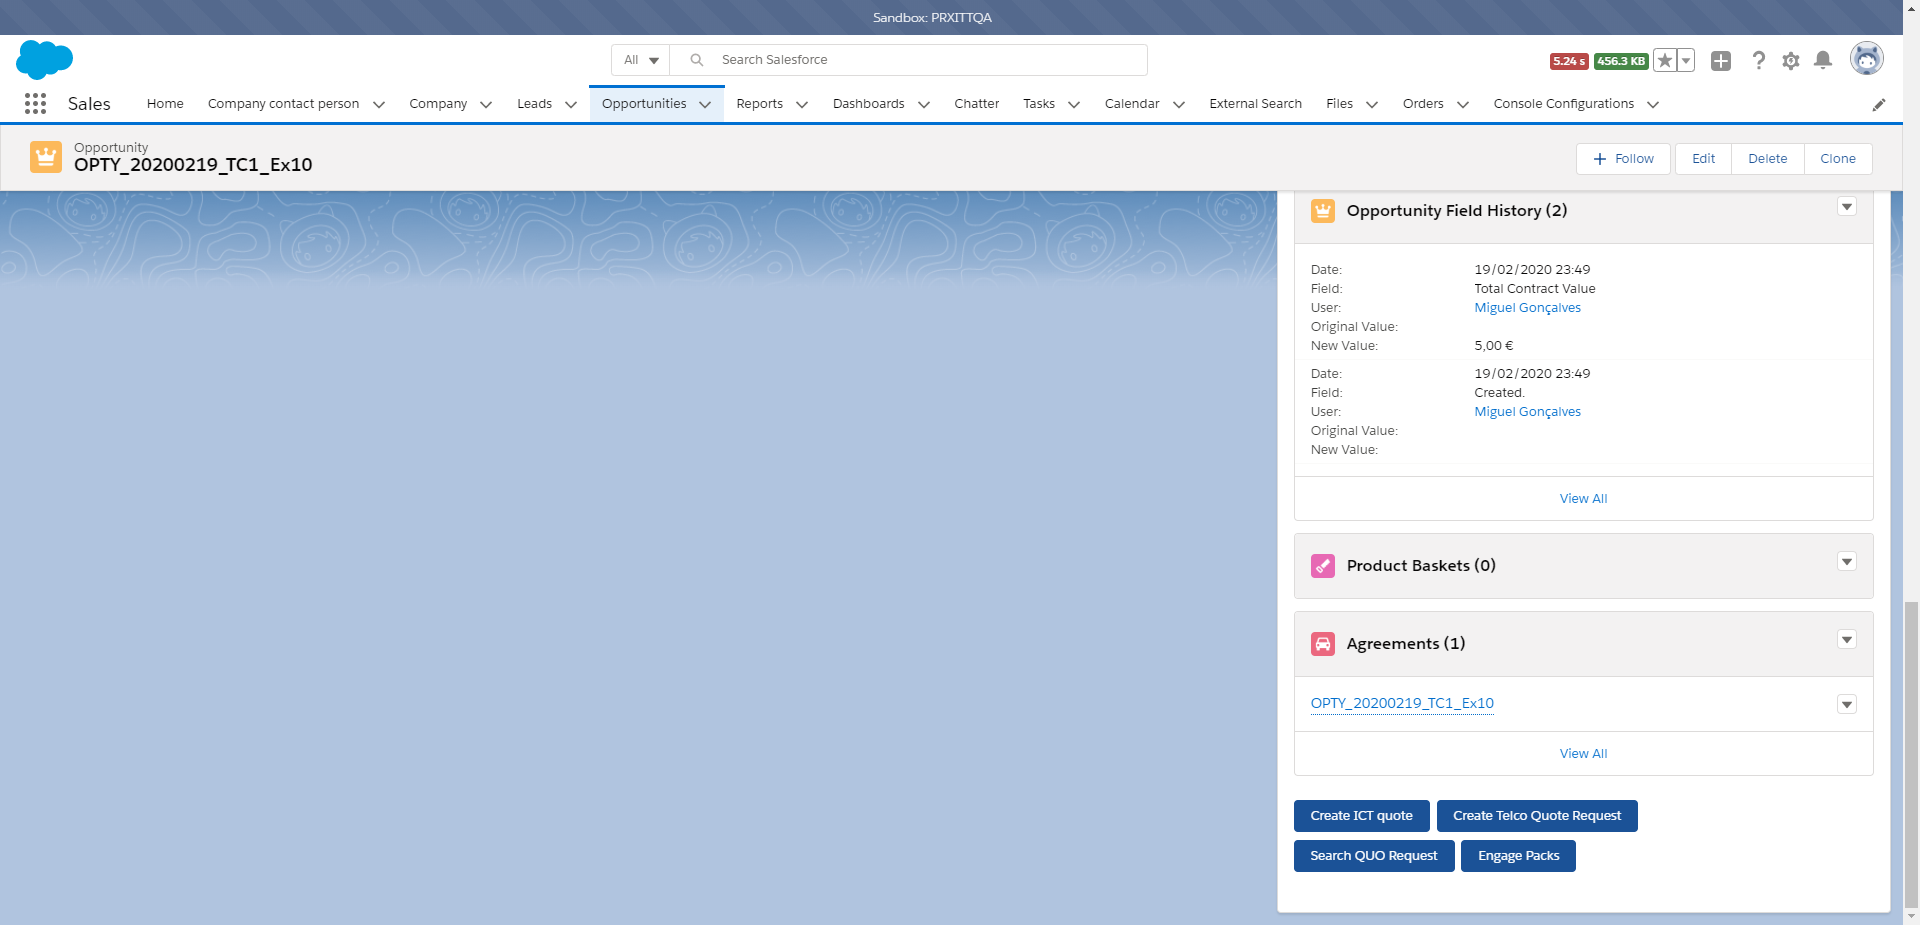 Sandbox: PRXITTQA
All
Search Salesforce
5.24 s
456.3 KB
Sales
Home
Company contact person
Company
Leads
Opportunities
Reports
Dashboards
Chatter
Tasks
Calendar
External Search
Files
Orders
Console Configurations
Opportunity
OPTY_20200219_TC1_Ex10
Follow
Edit
Delete
Clone
Opportunity Field History (2)
Date: 19/02/2020 23:49
Field: Total Contract Value
User: Miguel Gonçalves
Original Value:
New Value: 5,00 €
Date: 19/02/2020 23:49
Field: Created.
User: Miguel Gonçalves
Original Value:
New Value:
View All
Product Baskets (0)
Agreements (1)
OPTY_20200219_TC1_Ex10
View All
Create ICT quote
Create Telco Quote Request
Search QUO Request
Engage Packs